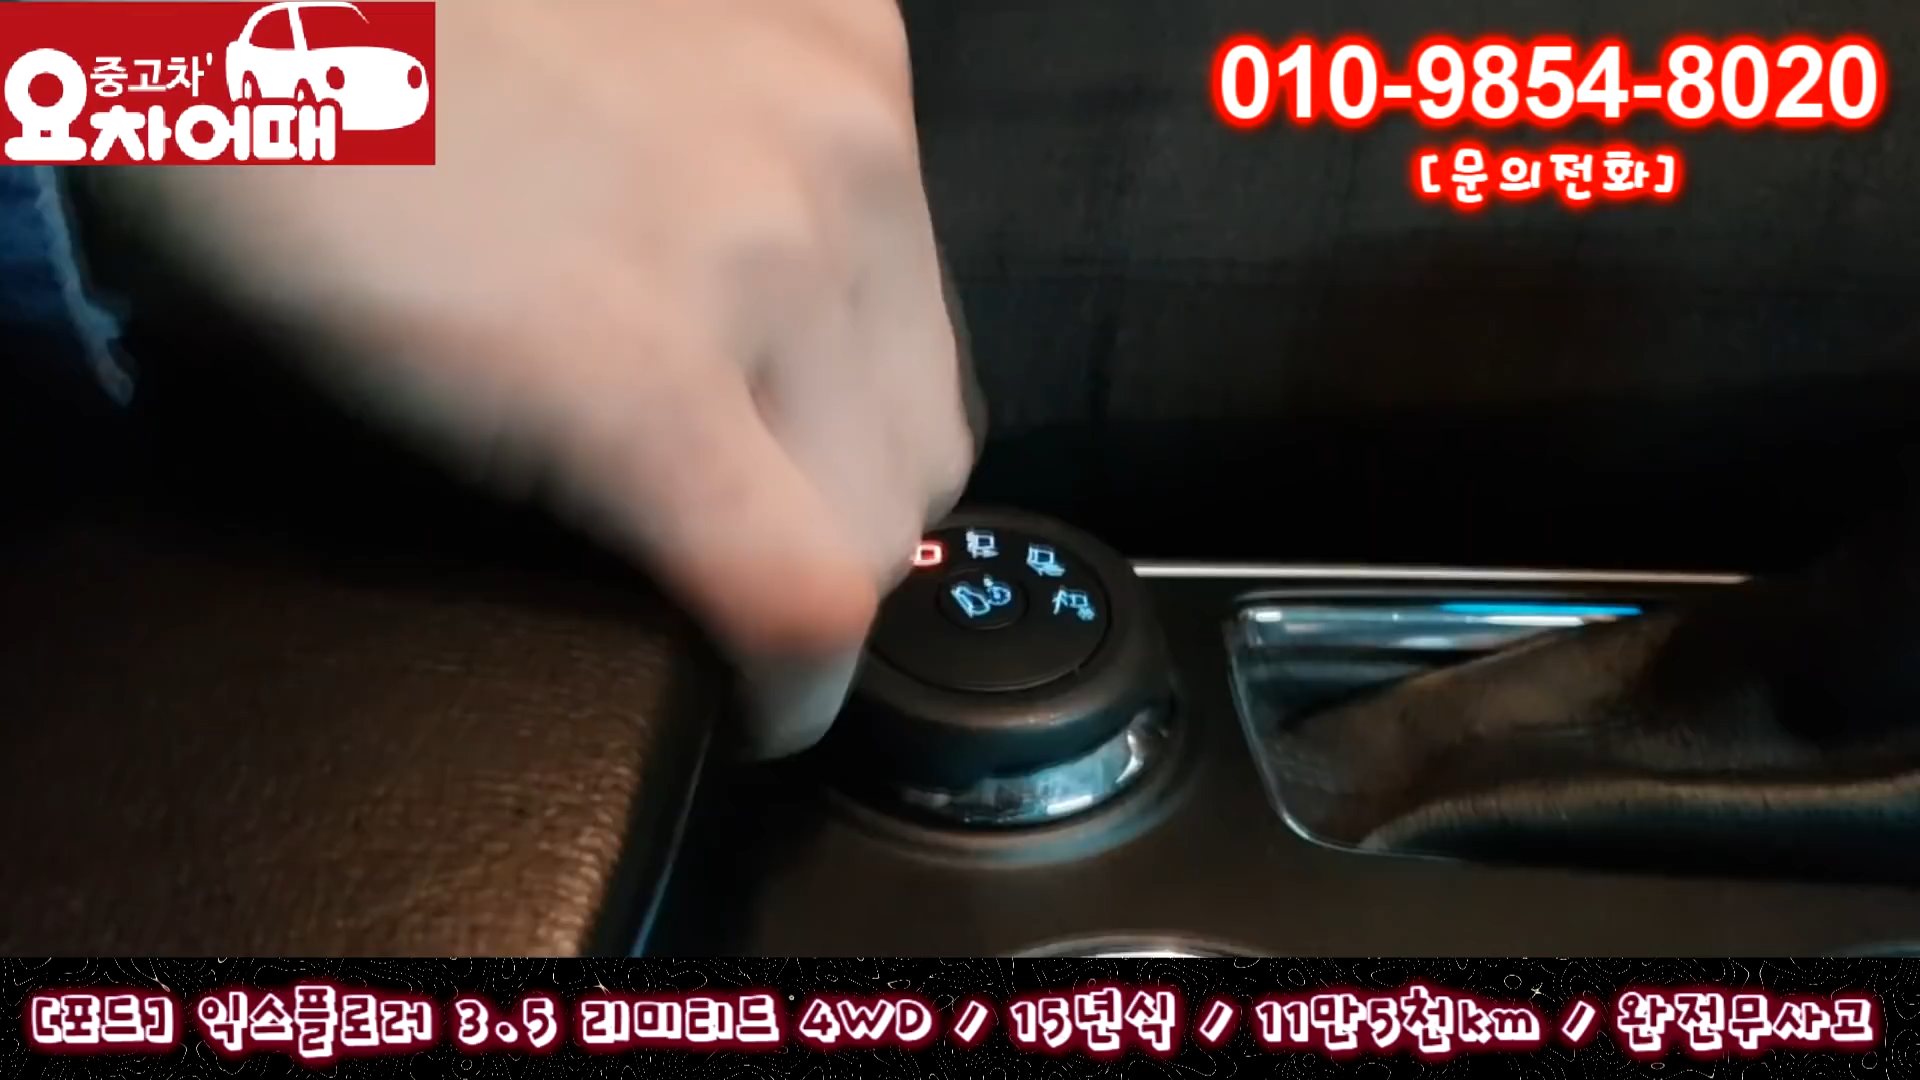 중고차'
요차어때
010-9854-8020
[문의전화]
[포드] 익스플로러 3.5 리미티드 4WD / 15년식 / 11만5천km / 완전무사고